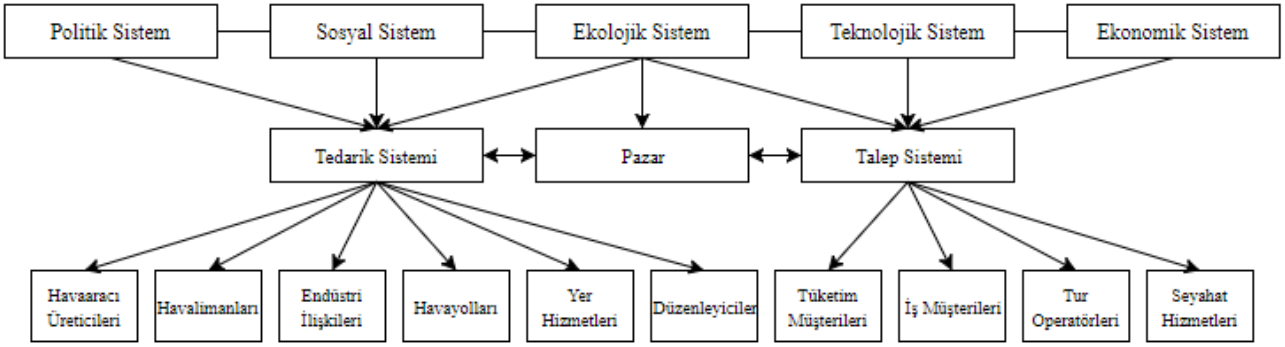 Politik Sistem
Sosyal Sistem
Ekolojik Sistem
Teknolojik Sistem
Ekonomik Sistem
Tedarik Sistemi
Pazar
Talep Sistemi
Havaaracı
Üreticileri
Havalimanları
Endüstri
İlişkileri
Havayolları
Yer
Hizmetleri
Düzenleyiciler
Tüketim
Müşterileri
İş Müşterileri
Tur
Operatörleri
Seyahat
Hizmetleri